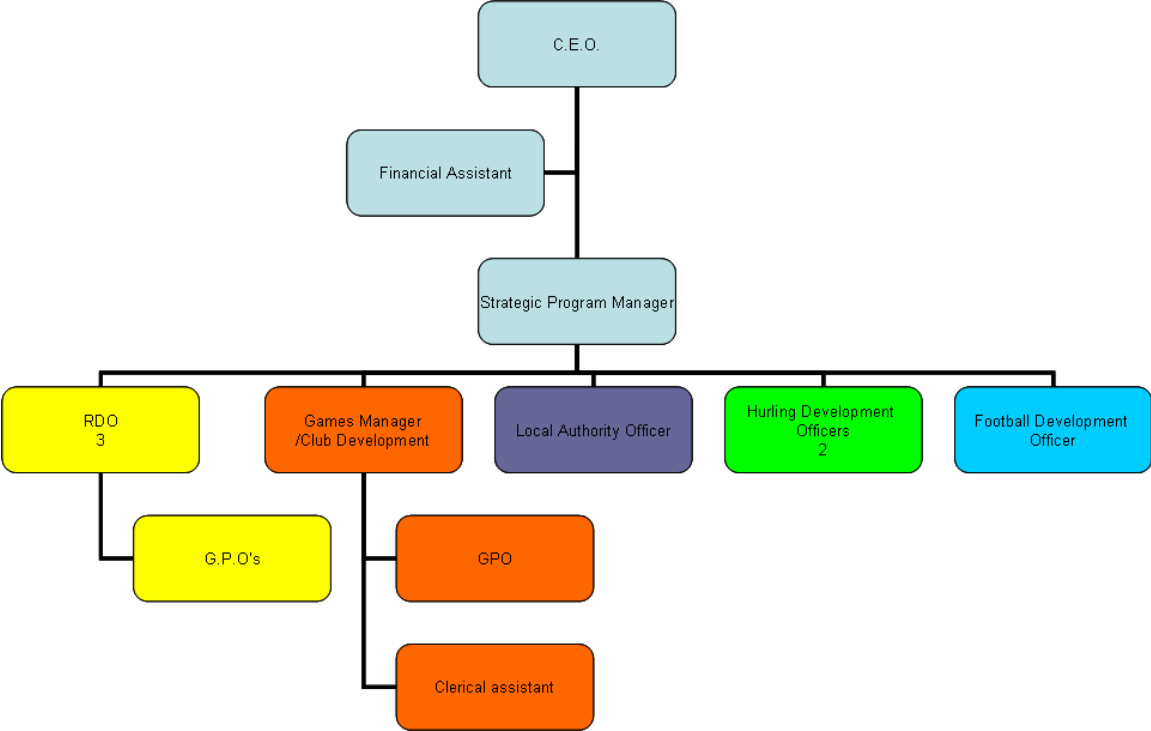 C.E.O.
Financial Assistant
Strategic Program Manager
RDO
3
Games Manager
/Club Development
Local Authority Officer
Hurling Development
Officers
2
Football Development
Officer
G.P.O's
GPO
Clerical assistant